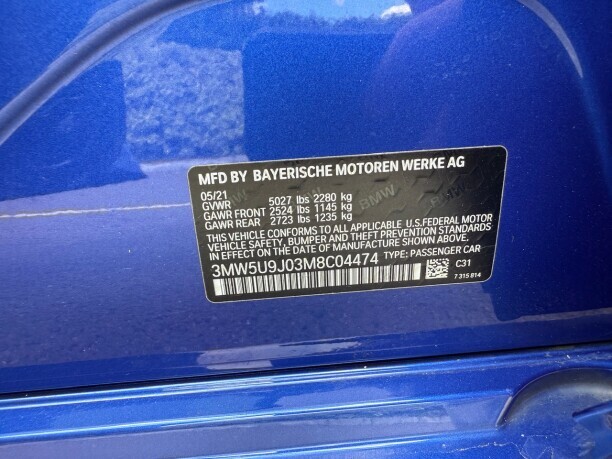 MFD BY BAYERISCHE MOTOREN WERKE AG
05/21
GVWR 5027 lbs 2280 kg
GAWR FRONT 2524 lbs 1145 kg
GAWR REAR 2723 lbs 1235 kg
THIS VEHICLE CONFORMS TO ALL APPLICABLE U.S.FEDERAL MOTOR
VEHICLE SAFETY, BUMPER, AND THEFT PREVENTION STANDARDS
IN EFFECT ON THE DATE OF MANUFACTURE SHOWN ABOVE.
3MW5U9J03M8C04474 TYPE: PASSENGER CAR
C31
7 315 814